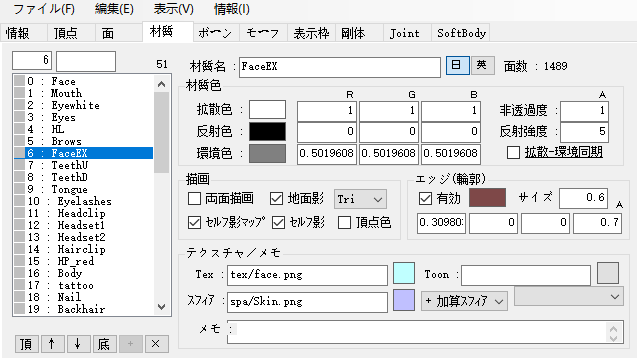 ファイル(F) 編集(E) 表示(V) 情報(I)
情報 頂点 面 材質 ボーン モーフ 表示枠 剛体 Joint SoftBody
6 51
0 : Face
1 : Mouth
2 : Eyewhite
3 : Eyes
4 : HL
5 : Brows
6 : FaceEX
7 : TeethU
8 : TeethD
9 : Tongue
10 : Eyelashes
11 : Headclip
12 : Headset1
13 : Headset2
14 : Hairclip
15 : HP_red
16 : Body
17 : tattoo
18 : Nail
19 : Backhair
頂 ↑ ↓ 底 + ×
材質名 : FaceEX 日 英 面数 : 1489
材質色
R G B A
拡散色 : 1 1 1 非透過度 : 1
反射色 : 0 0 0 反射強度 : 5
環境色 : 0.5019608 0.5019608 0.5019608 拡散-環境同期
描画
両面描画 地面影 Tri
セルフ影マップ セルフ影 頂点色
エッジ(輪郭)
有効 サイズ 0.6
A
0.30980 0 0 0.7
テクスチャ/メモ
Tex : tex/face.png Toon :
スフィア : spa/Skin.png + 加算スフィア
メモ :